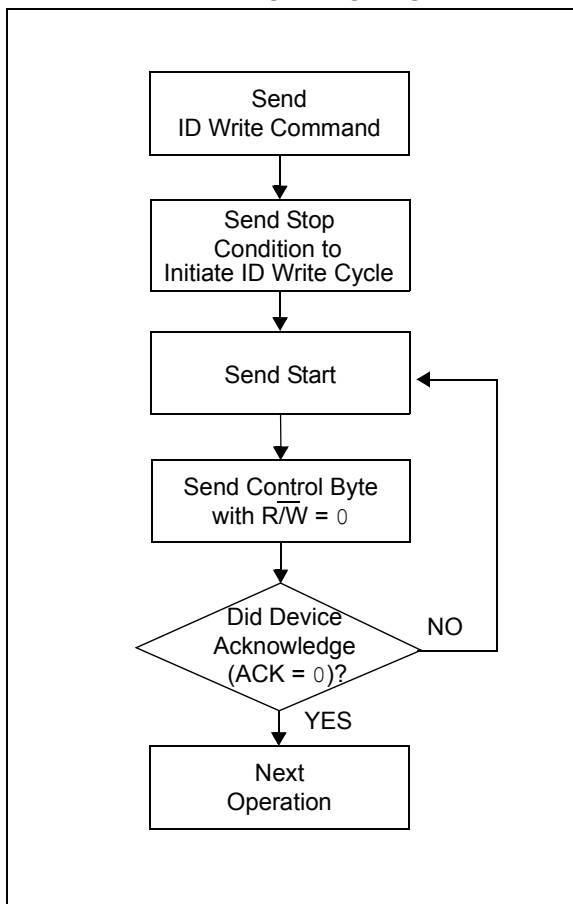 Send
ID Write Command
Send Stop
Condition to
Initiate ID Write Cycle
Send Start
Send Control Byte
with R/W̅ = 0
Did Device
Acknowledge
(ACK = 0)?
NO
YES
Next
Operation